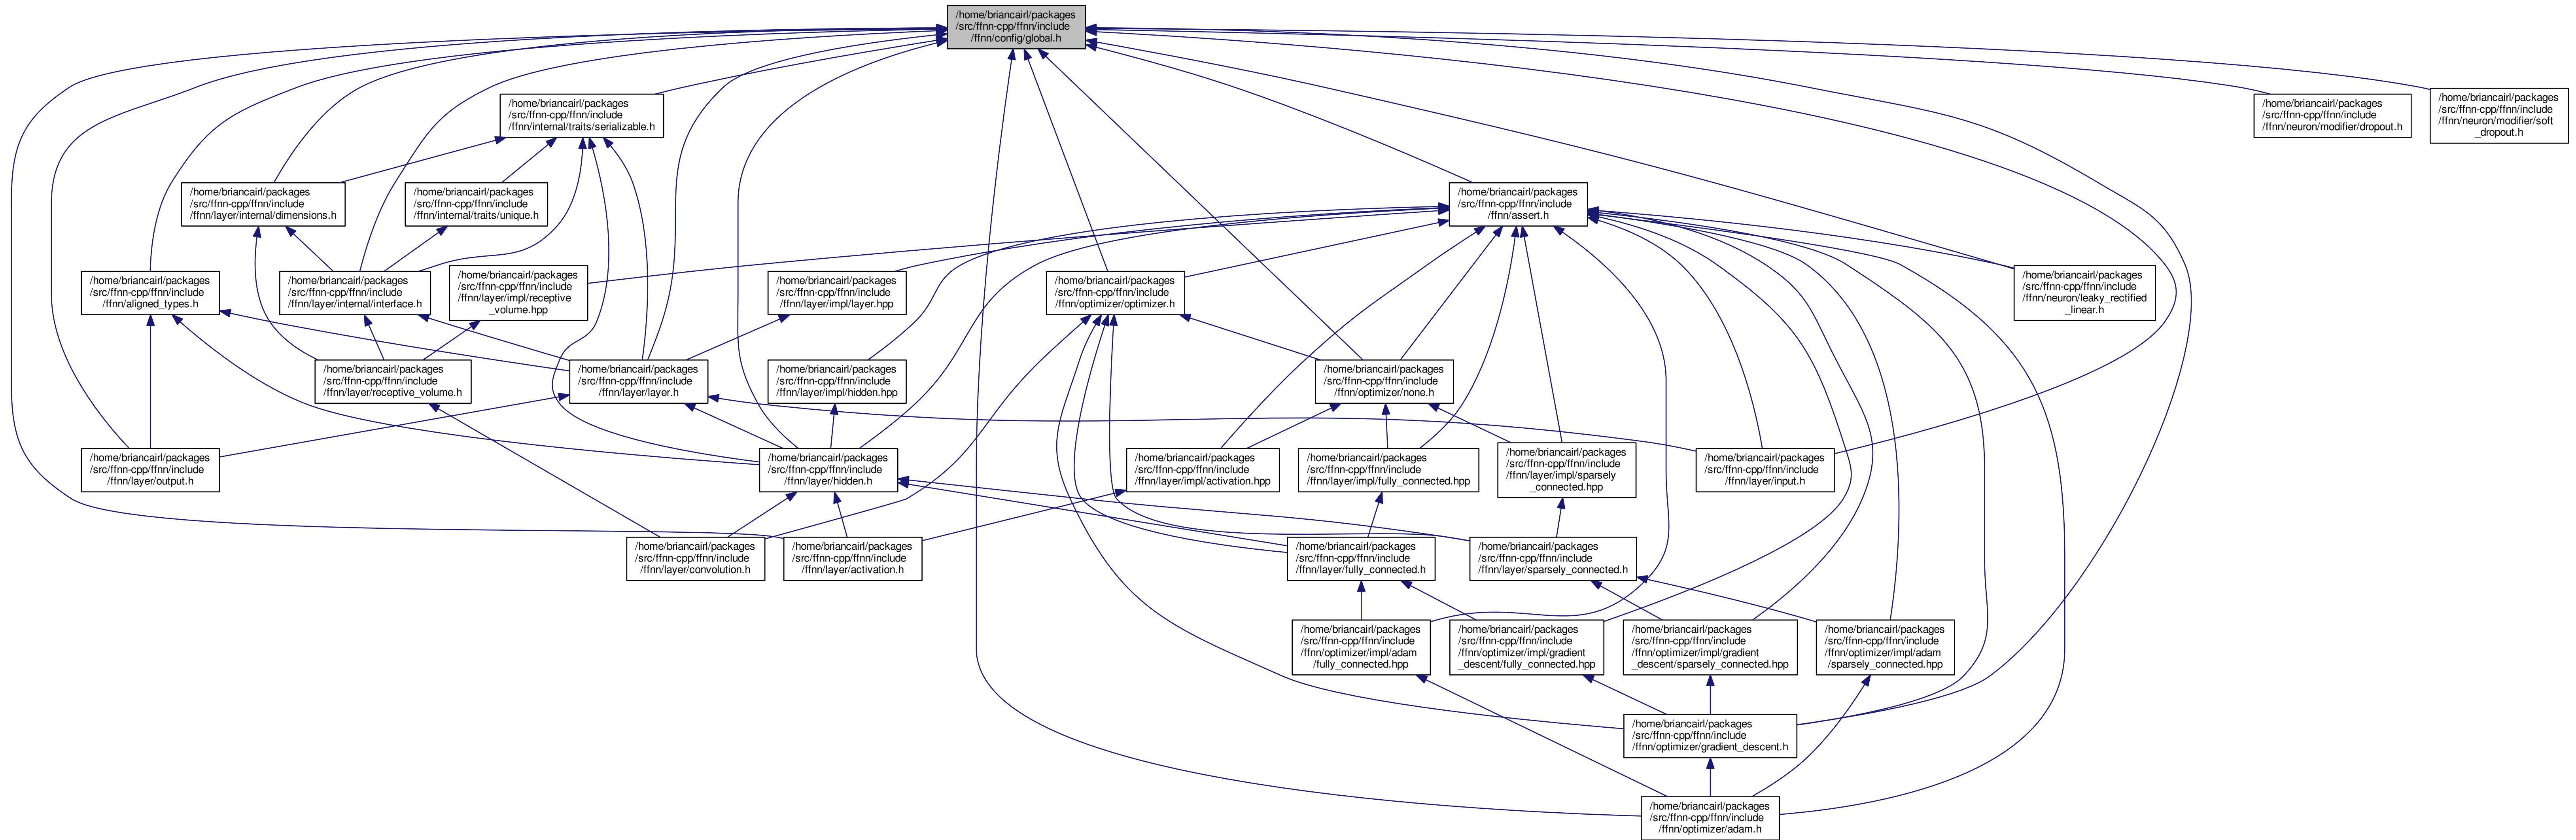 /home/briancairl/packages
/src/ffnn-cpp/ffnn/include
/ffnn/config/global.h
/home/briancairl/packages
/src/ffnn-cpp/ffnn/include
/ffnn/internal/traits/serializable.h
/home/briancairl/packages
/src/ffnn-cpp/ffnn/include
/ffnn/neuron/modifier/dropout.h
/home/briancairl/packages
/src/ffnn-cpp/ffnn/include
/ffnn/neuron/modifier/soft
_dropout.h
/home/briancairl/packages
/src/ffnn-cpp/ffnn/include
/ffnn/layer/internal/dimensions.h
/home/briancairl/packages
/src/ffnn-cpp/ffnn/include
/ffnn/internal/traits/unique.h
/home/briancairl/packages
/src/ffnn-cpp/ffnn/include
/ffnn/assert.h
/home/briancairl/packages
/src/ffnn-cpp/ffnn/include
/ffnn/aligned_types.h
/home/briancairl/packages
/src/ffnn-cpp/ffnn/include
/ffnn/layer/internal/interface.h
/home/briancairl/packages
/src/ffnn-cpp/ffnn/include
/ffnn/layer/impl/receptive
_volume.hpp
/home/briancairl/packages
/src/ffnn-cpp/ffnn/include
/ffnn/layer/impl/layer.hpp
/home/briancairl/packages
/src/ffnn-cpp/ffnn/include
/ffnn/optimizer/optimizer.h
/home/briancairl/packages
/src/ffnn-cpp/ffnn/include
/ffnn/neuron/leaky_rectified
_linear.h
/home/briancairl/packages
/src/ffnn-cpp/ffnn/include
/ffnn/layer/receptive_volume.h
/home/briancairl/packages
/src/ffnn-cpp/ffnn/include
/ffnn/layer/layer.h
/home/briancairl/packages
/src/ffnn-cpp/ffnn/include
/ffnn/layer/impl/hidden.hpp
/home/briancairl/packages
/src/ffnn-cpp/ffnn/include
/ffnn/optimizer/none.h
/home/briancairl/packages
/src/ffnn-cpp/ffnn/include
/ffnn/layer/output.h
/home/briancairl/packages
/src/ffnn-cpp/ffnn/include
/ffnn/layer/hidden.h
/home/briancairl/packages
/src/ffnn-cpp/ffnn/include
/ffnn/layer/impl/activation.hpp
/home/briancairl/packages
/src/ffnn-cpp/ffnn/include
/ffnn/layer/impl/fully_connected.hpp
/home/briancairl/packages
/src/ffnn-cpp/ffnn/include
/ffnn/layer/impl/sparsely
_connected.hpp
/home/briancairl/packages
/src/ffnn-cpp/ffnn/include
/ffnn/layer/input.h
/home/briancairl/packages
/src/ffnn-cpp/ffnn/include
/ffnn/layer/convolution.h
/home/briancairl/packages
/src/ffnn-cpp/ffnn/include
/ffnn/layer/activation.h
/home/briancairl/packages
/src/ffnn-cpp/ffnn/include
/ffnn/layer/fully_connected.h
/home/briancairl/packages
/src/ffnn-cpp/ffnn/include
/ffnn/layer/sparsely_connected.h
/home/briancairl/packages
/src/ffnn-cpp/ffnn/include
/ffnn/optimizer/impl/adam
/fully_connected.hpp
/home/briancairl/packages
/src/ffnn-cpp/ffnn/include
/ffnn/optimizer/impl/gradient
_descent/fully_connected.hpp
/home/briancairl/packages
/src/ffnn-cpp/ffnn/include
/ffnn/optimizer/impl/gradient
_descent/sparsely_connected.hpp
/home/briancairl/packages
/src/ffnn-cpp/ffnn/include
/ffnn/optimizer/impl/adam
/sparsely_connected.hpp
/home/briancairl/packages
/src/ffnn-cpp/ffnn/include
/ffnn/optimizer/gradient_descent.h
/home/briancairl/packages
/src/ffnn-cpp/ffnn/include
/ffnn/optimizer/adam.h